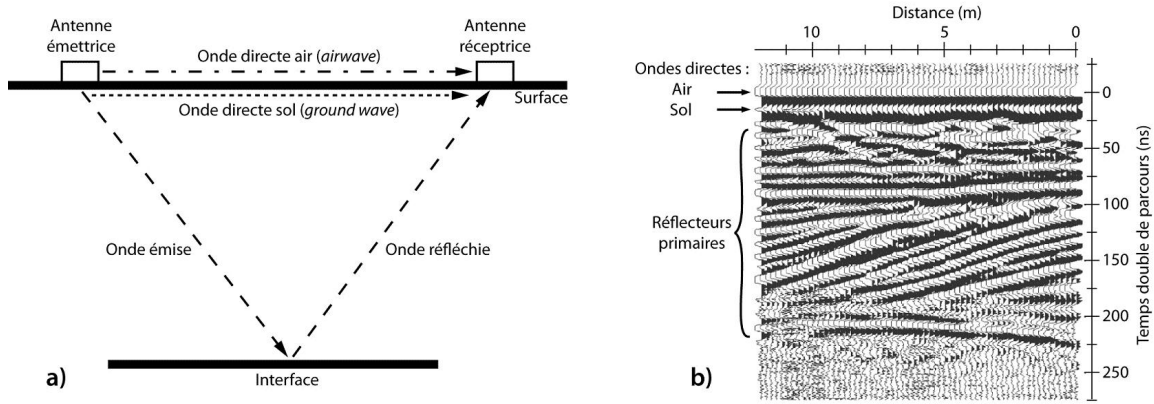 Antenne
émettrice
Antenne
réceptrice
Onde directe air (airwave)
Surface
Onde directe sol (ground wave)
Onde émise
Onde réfléchie
Interface
a)
Distance (m)
10
5
0
Ondes directes :
Air
Sol
Réflecteurs
primaires
0
50
100
150
200
250
Temps double de parcours (ns)
b)